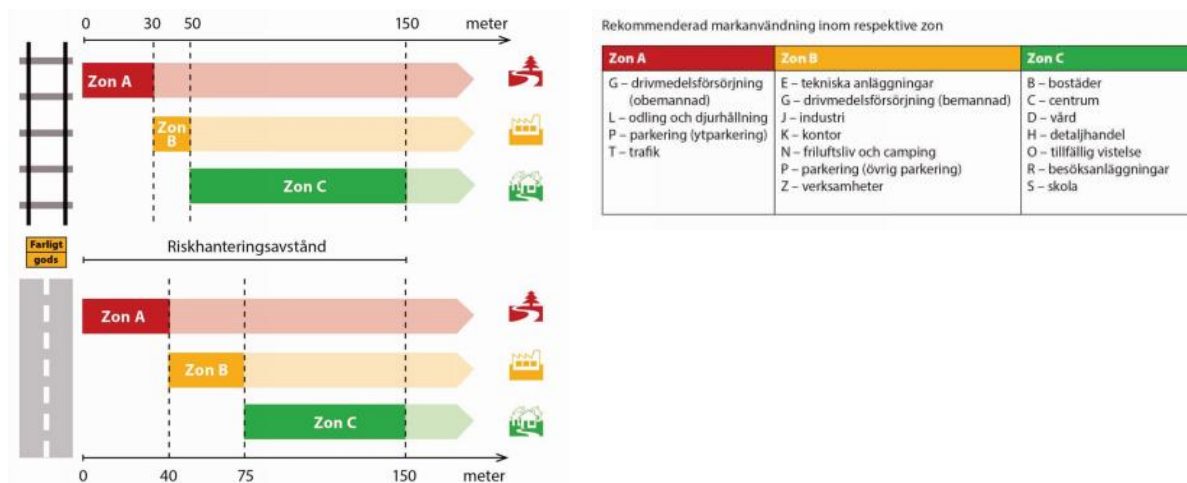 0 30 50 150 meter
Zon A
Zon
B
Zon C
Farligt
gods
Riskhanteringsavstånd
Zon A
Zon B
Zon C
0 40 75 150 meter
Rekommenderad markanvändning inom respektive zon
Zon A
G – drivmedelsförsörjning
(obemannad)
L – odling och djurhållning
P – parkering (ytparkering)
T – trafik
Zon B
E – tekniska anläggningar
G – drivmedelsförsörjning (bemannad)
J – industri
K – kontor
N – friluftsliv och camping
P – parkering (övrig parkering)
Z – verksamheter
Zon C
B – bostäder
C – centrum
D – vård
H – detaljhandel
O – tillfällig vistelse
R – besöksanläggningar
S – skola